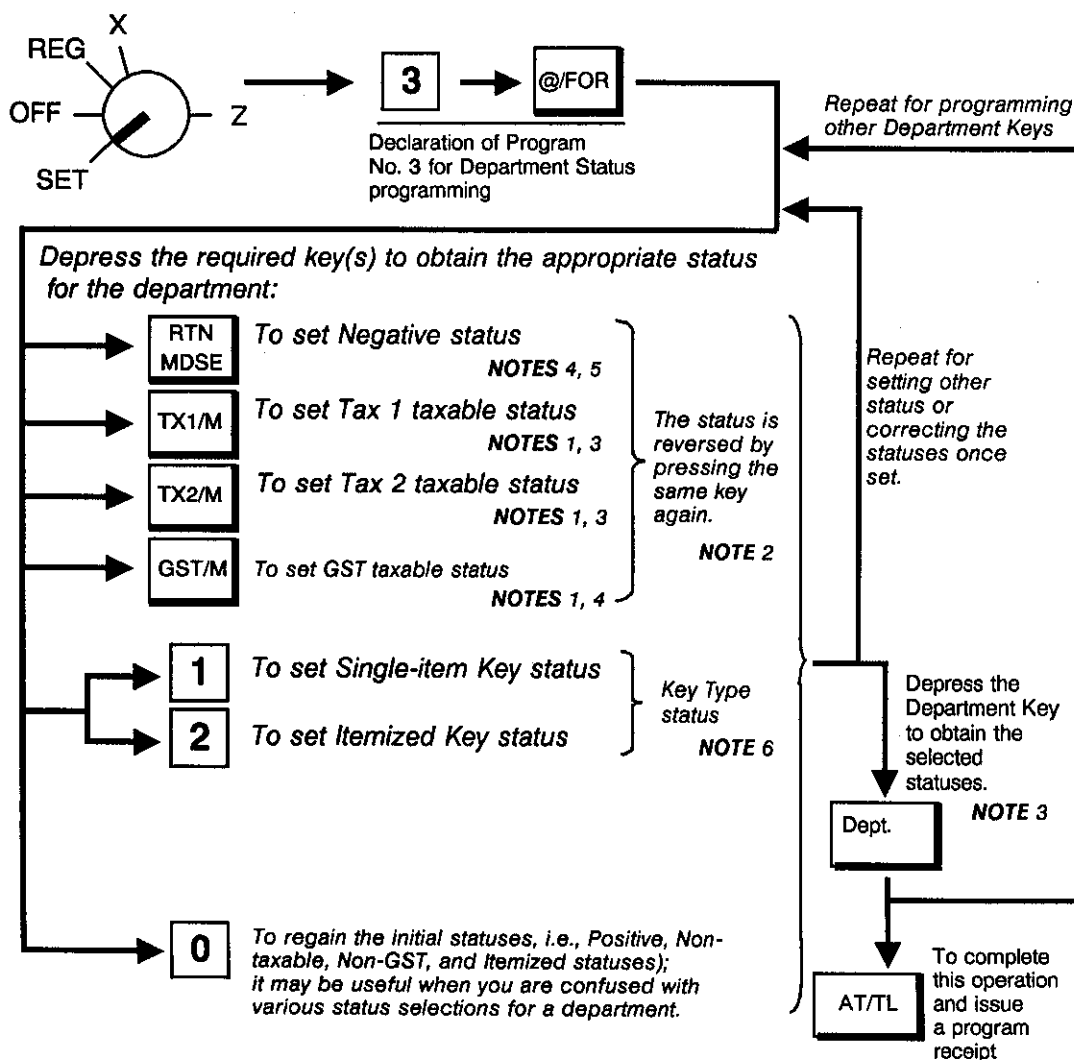 X
REG
OFF
Z
SET
3
@/FOR
Declaration of Program
No. 3 for Department Status
programming
Repeat for programming
other Department Keys
Depress the required key(s) to obtain the appropriate status
for the department:
RTN
MDSE
To set Negative status
NOTES 4, 5
TX1/M
To set Tax 1 taxable status
NOTES 1, 3
TX2/M
To set Tax 2 taxable status
NOTES 1, 3
GST/M
To set GST taxable status
NOTES 1, 4
The status is
reversed by
pressing the
same key
again.
NOTE 2
Repeat for
setting other
status or
correcting the
statuses once
set.
1
To set Single-item Key status
2
To set Itemized Key status
Key Type
status
NOTE 6
Depress the
Department Key
to obtain the
selected
statuses.
NOTE 3
Dept.
0
To regain the initial statuses, i.e., Positive, Non-
taxable, Non-GST, and Itemized statuses);
it may be useful when you are confused with
various status selections for a department.
AT/TL
To complete
this operation
and issue
a program
receipt